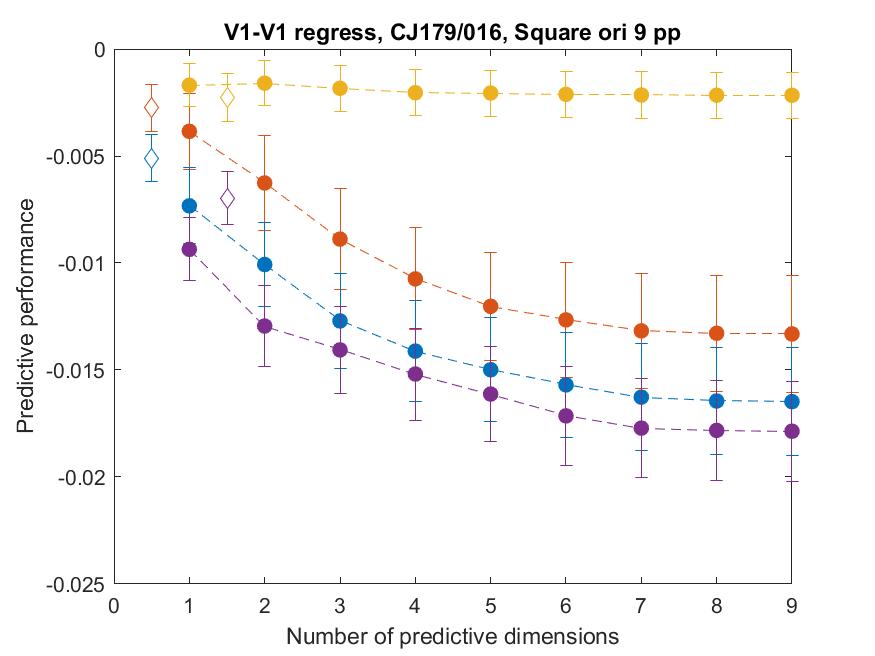 V1-V1 regress, CJ179/016, Square ori 9 pp
0
-0.005
-0.01
-0.015
-0.02
-0.025
Predictive performance
0 1 2 3 4 5 6 7 8 9
Number of predictive dimensions